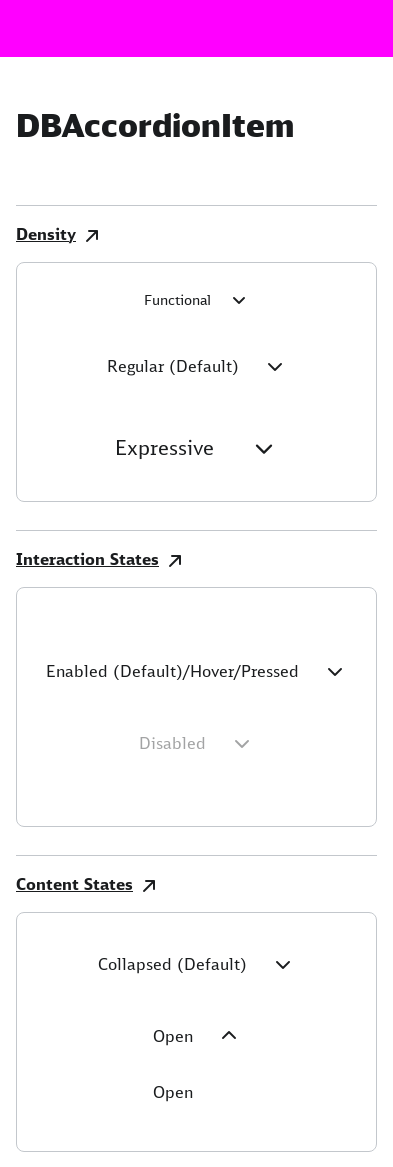 DBAccordionItem
Density
Functional
Regular (Default)
Expressive
Interaction States
Enabled (Default)/Hover/Pressed
Disabled
Content States
Collapsed (Default)
Open
Open